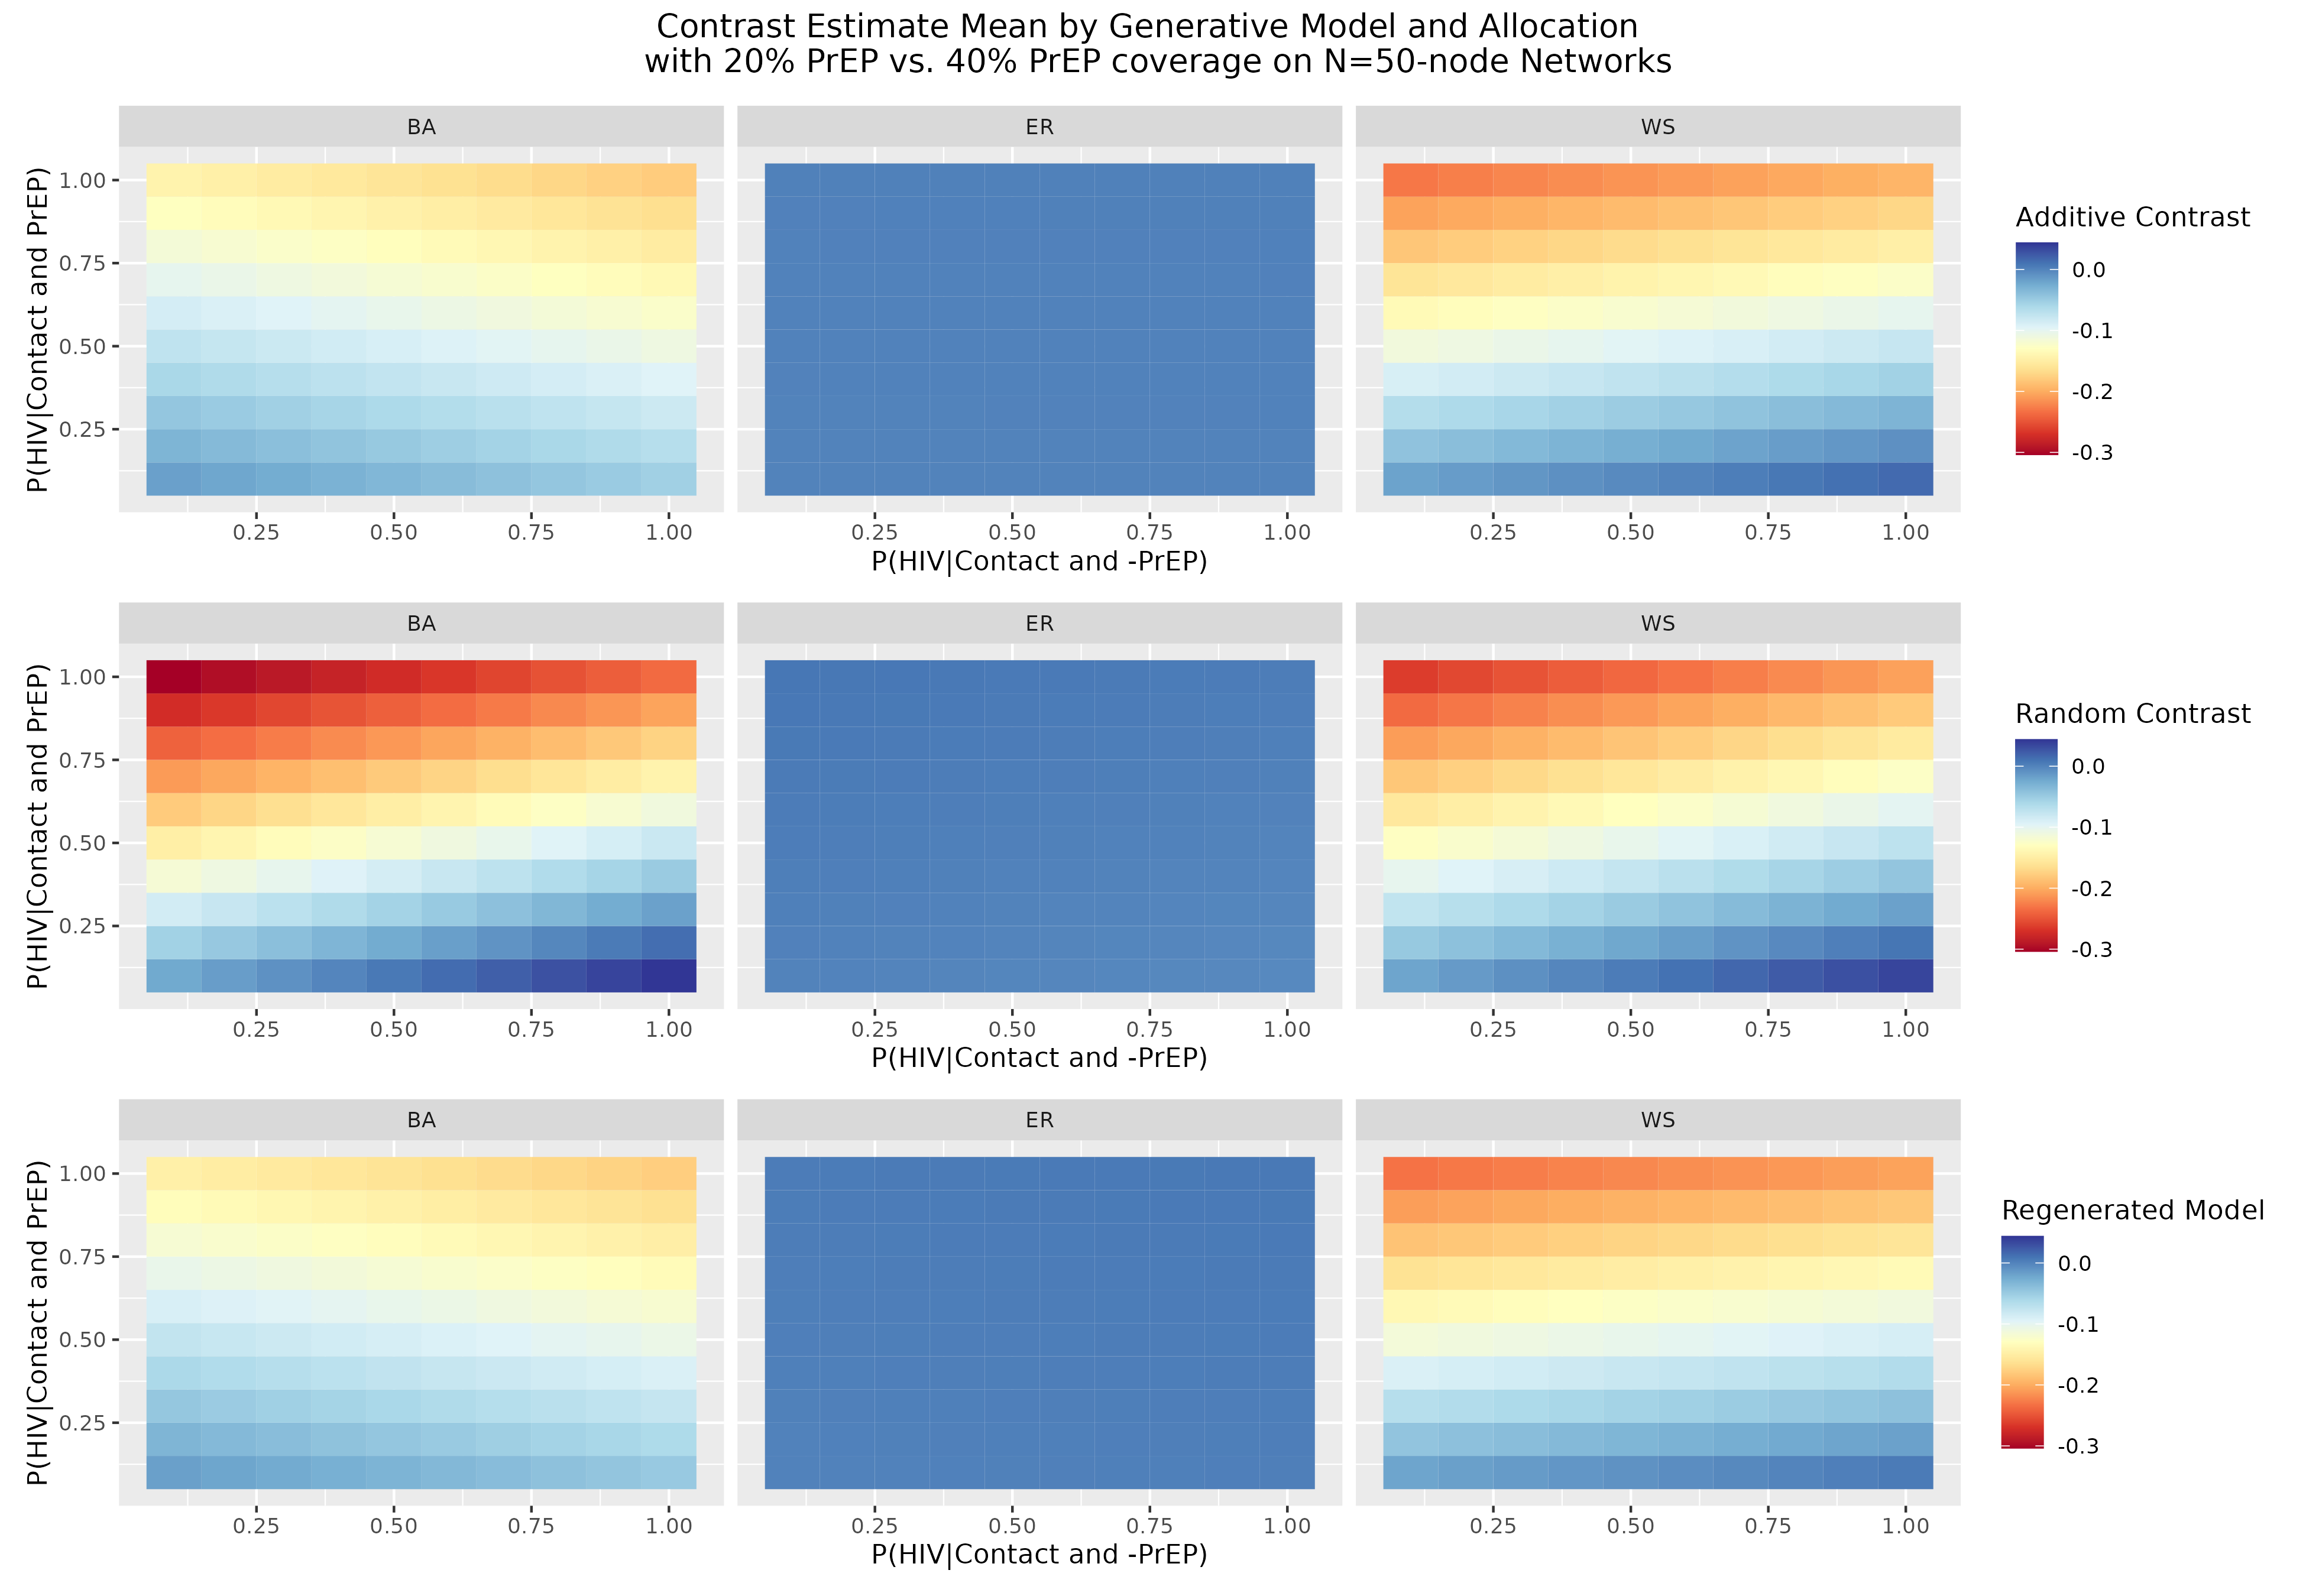 Contrast Estimate Mean by Generative Model and Allocation
with 20% PrEP vs. 40% PrEP coverage on N=50-node Networks
BA
ER
WS
P(HIV|Contact and PrEP)
1.00
0.75
0.50
0.25
0.25 0.50 0.75 1.00
0.25 0.50 0.75 1.00
0.25 0.50 0.75 1.00
P(HIV|Contact and -PrEP)
Additive Contrast
0.0
-0.1
-0.2
-0.3
BA
ER
WS
P(HIV|Contact and PrEP)
1.00
0.75
0.50
0.25
0.25 0.50 0.75 1.00
0.25 0.50 0.75 1.00
0.25 0.50 0.75 1.00
P(HIV|Contact and -PrEP)
Random Contrast
0.0
-0.1
-0.2
-0.3
BA
ER
WS
P(HIV|Contact and PrEP)
1.00
0.75
0.50
0.25
0.25 0.50 0.75 1.00
0.25 0.50 0.75 1.00
0.25 0.50 0.75 1.00
P(HIV|Contact and -PrEP)
Regenerated Model
0.0
-0.1
-0.2
-0.3